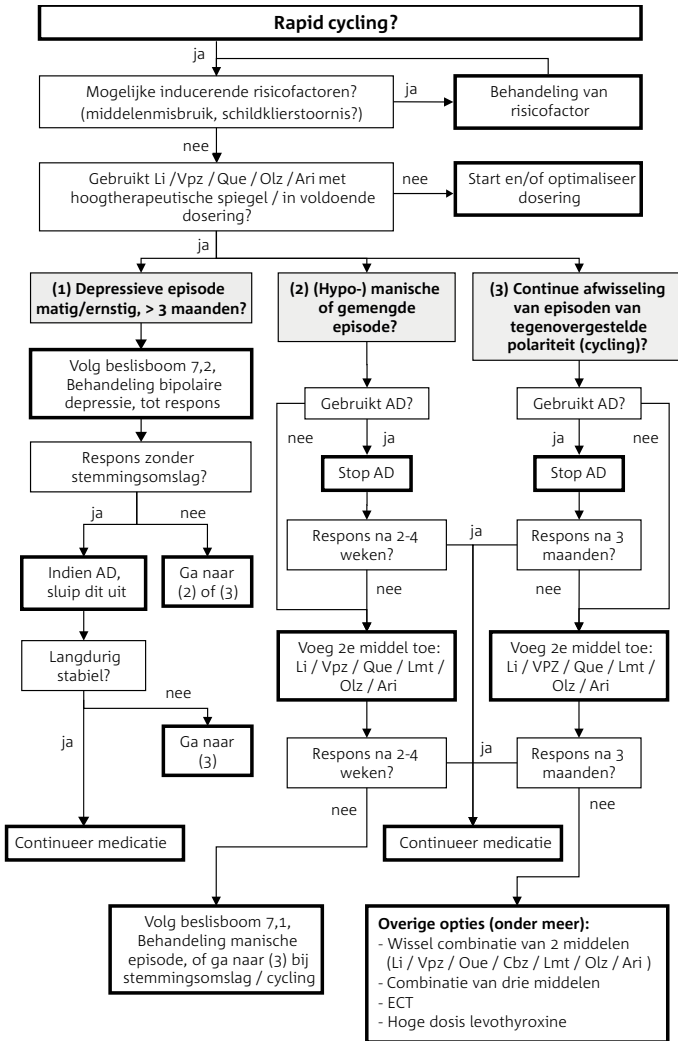 Rapid cycling?
ja
Mogelijke inducerende risicofactoren?
(middelenmisbruik, schildklierstoornis?)
ja
Behandeling van
risicofactor
nee
Gebruikt Li /Vpz / Que / Olz / Ari met
hoogtherapeutische spiegel / in voldoende
dosering?
nee
Start en/of optimaliseer
dosering
ja
(1) Depressieve episode
matig/ernstig, > 3 maanden?
(2) (Hypo-) manische
of gemengde
episode?
(3) Continue afwisseling
van episoden van
tegenovergestelde
polariteit (cycling)?
Volg beslisboom 7,2,
Behandeling bipolaire
depressie, tot respons
Gebruikt AD?
Gebruikt AD?
nee
ja
ja
nee
Respons zonder
stemmingsomslag?
Stop AD
Stop AD
ja
nee
Respons na 2-4
weken?
ja
Respons na 3
maanden?
Indien AD,
sluip dit uit
Ga naar
(2) of (3)
nee
nee
Langdurig
stabiel?
Voeg 2e middel toe:
Li / Vpz / Que / Lmt /
Olz / Ari
Voeg 2e middel toe:
Li / VPZ / Que / Lmt /
Olz / Ari
nee
ja
Ga naar
(3)
Respons na 2-4
weken?
ja
Respons na 3
maanden?
nee
nee
Continueer medicatie
Continueer medicatie
Volg beslisboom 7,1,
Behandeling manische
episode, of ga naar (3) bij
stemmingsomslag / cycling
Overige opties (onder meer):
- Wissel combinatie van 2 middelen
(Li / Vpz / Oue / Cbz / Lmt / Olz / Ari )
- Combinatie van drie middelen
- ECT
- Hoge dosis levothyroxine